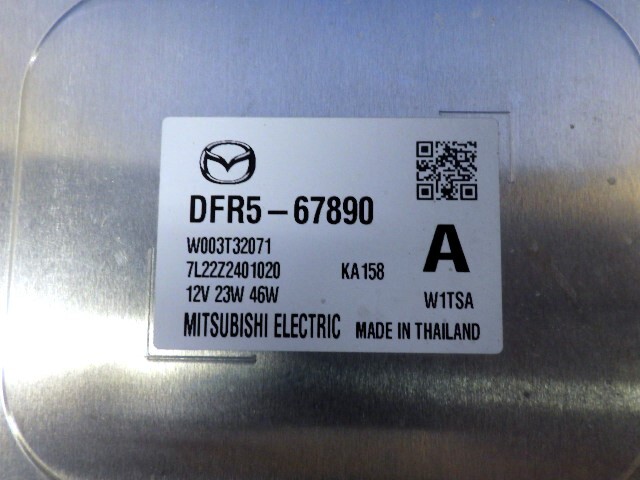 DFR5-67890
W003T32071
7L22Z2401020 KA158
A
12V 23W 46W
W1TSA
MITSUBISHI ELECTRIC MADE IN THAILAND